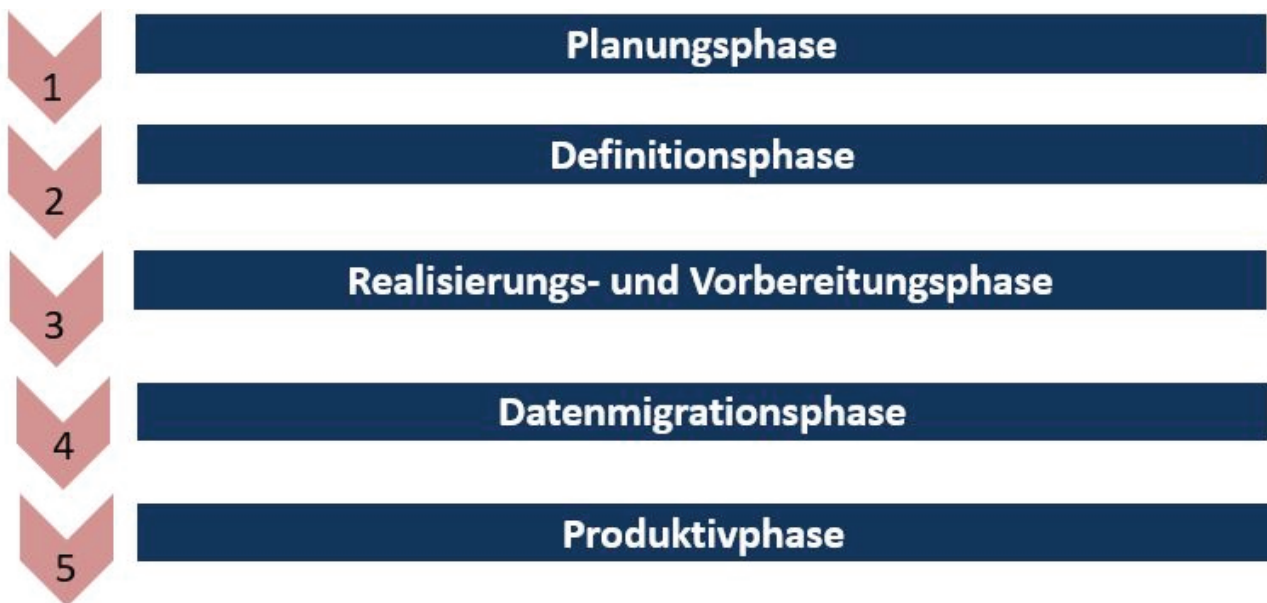 1
Planungsphase
2
Definitionsphase
3
Realisierungs- und Vorbereitungsphase
4
Datenmigrationsphase
5
Produktivphase